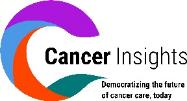 Cancer Insights
Democratizing the future
of cancer care, today